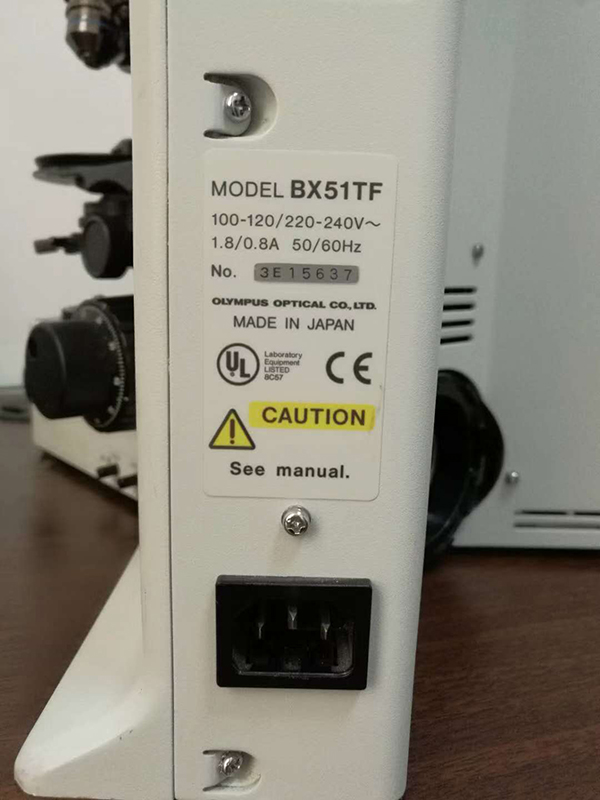 MODEL BX51TF
100-120/220-240V~
1.8/0.8A 50/60Hz
No. 3E15637
OLYMPUS OPTICAL CO., LTD.
MADE IN JAPAN
UL
Laboratory
Equipment
LISTED
8C57
CE
CAUTION
See manual.